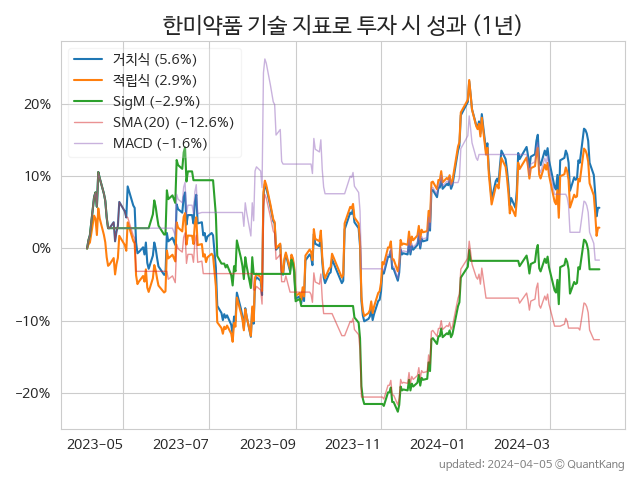 한미약품 기술 지표로 투자 시 성과 (1년)
거치식 (5.6%)
적립식 (2.9%)
SigM (−2.9%)
SMA(20) (−12.6%)
MACD (−1.6%)
20%
10%
0%
−10%
−20%
2023-05 2023-07 2023-09 2023-11 2024-01 2024-03
updated: 2024-04-05 © QuantKang